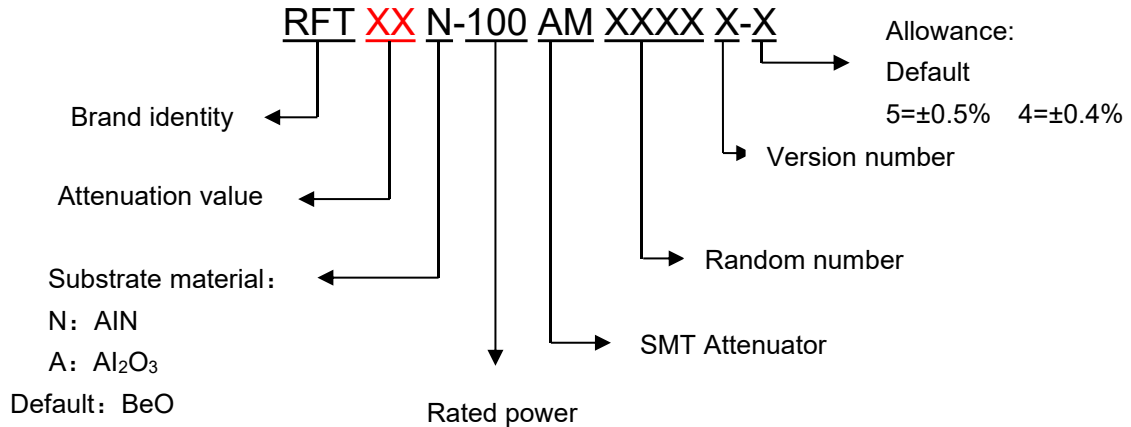 RFT XX N-100 AM XXXX X-X
Allowance:
Default
5=±0.5% 4=±0.4%
Brand identity
Version number
Attenuation value
Random number
Substrate material：
N：AlN
A：Al₂O₃
Default：BeO
SMT Attenuator
Rated power